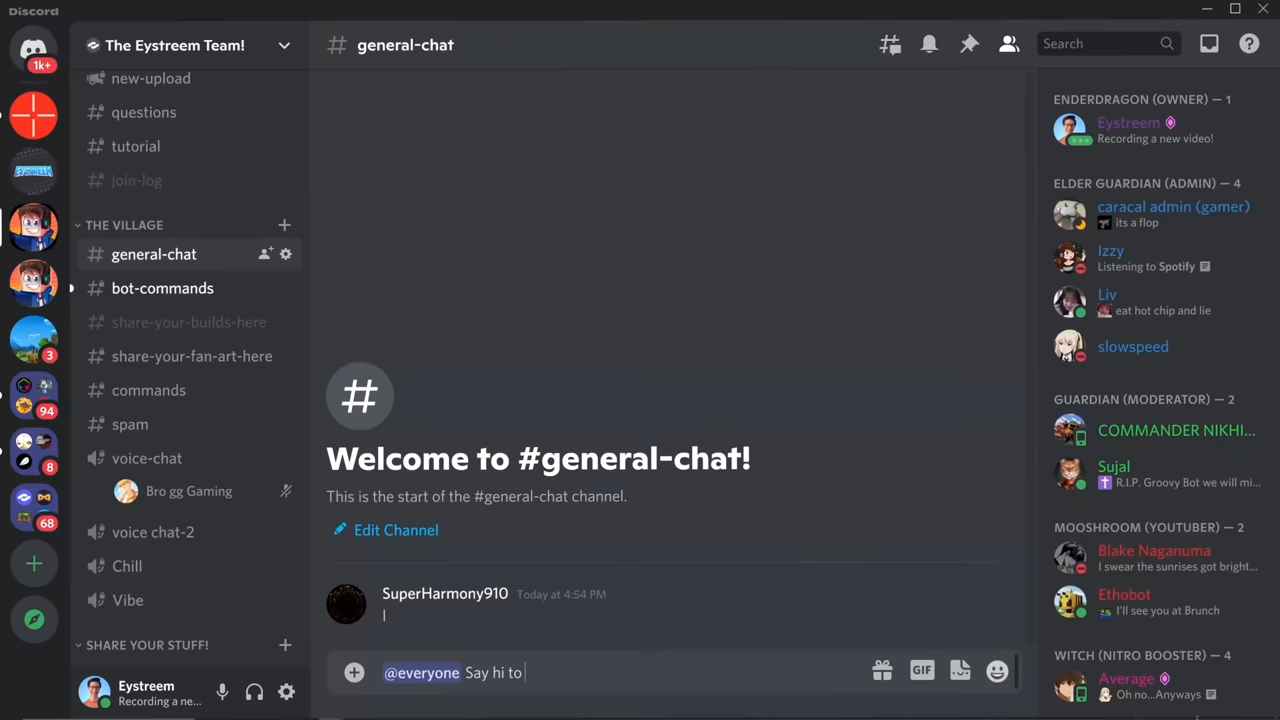 Discord
1k+
3
94
8
68
The Eystreem Team!
new-upload
questions
tutorial
join-log
THE VILLAGE
general-chat
bot-commands
share-your-builds-here
share-your-fan-art-here
commands
spam
voice-chat
Bro gg Gaming
voice chat-2
Chill
Vibe
SHARE YOUR STUFF!
Eystreem
Recording a ne...
# general-chat
Search
#
Welcome to #general-chat!
This is the start of the #general-chat channel.
Edit Channel
SuperHarmony910 Today at 4:54 PM
l
@everyone Say hi to
GIF
ENDERDRAGON (OWNER) — 1
Eystreem
Recording a new video!
ELDER GUARDIAN (ADMIN) — 4
caracal admin (gamer)
its a flop
Izzy
Listening to Spotify
Liv
eat hot chip and lie
slowspeed
GUARDIAN (MODERATOR) — 2
COMMANDER NIKHI...
Sujal
R.I.P. Groovy Bot we will mi...
MOOSHROOM (YOUTUBER) — 2
Blake Naganuma
I swear the sunrises got bright...
Ethobot
I'll see you at Brunch
WITCH (NITRO BOOSTER) — 4
Average
Oh no...Anyways